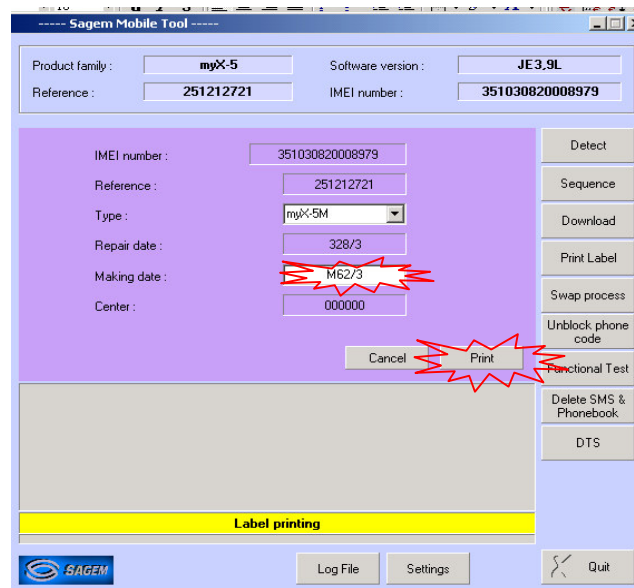 ----- Sagem Mobile Tool -----
Product family : myX-5 Software version : JE3,9L
Reference : 251212721 IMEI number : 351030820008979
IMEI number : 351030820008979
Reference : 251212721
Type : myX-5M
Repair date : 328/3
Making date : M62/3
Center : 000000
Cancel Print
Detect
Sequence
Download
Print Label
Swap process
Unblock phone
code
Functional Test
Delete SMS &
Phonebook
DTS
Label printing
SAGEM Log File Settings Quit